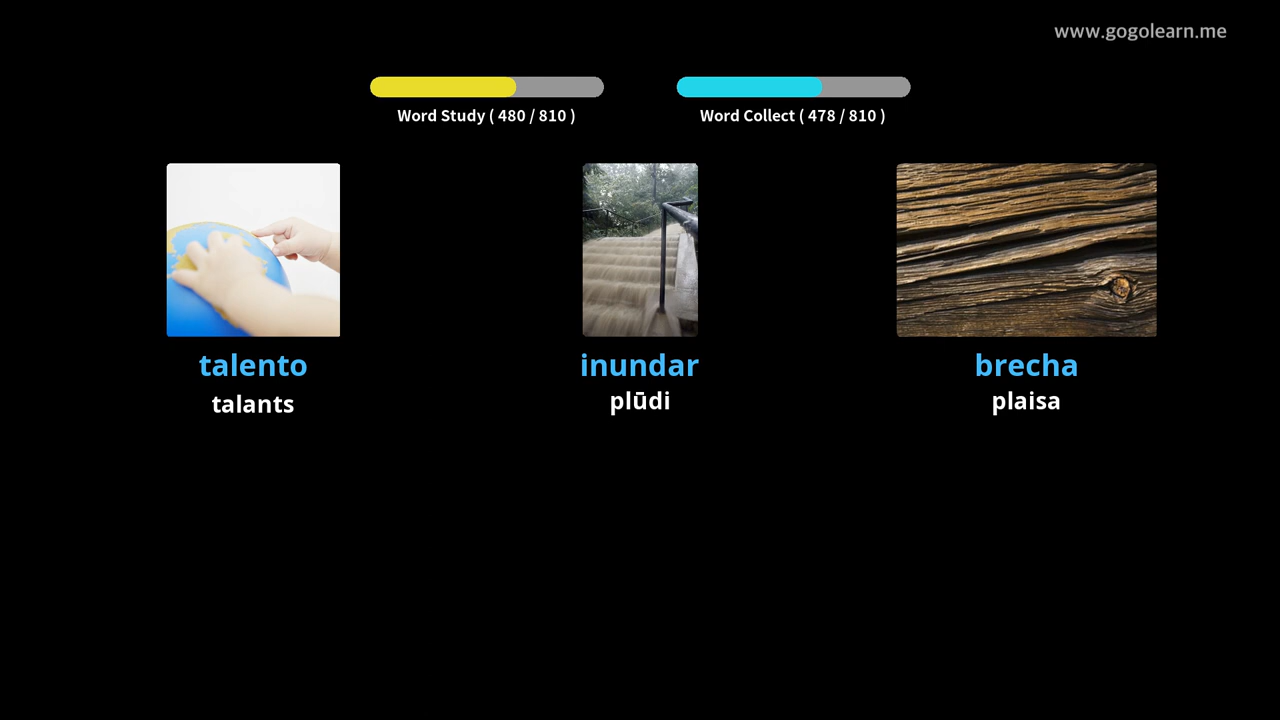 www.gogolearn.me
Word Study ( 480 / 810 )
Word Collect ( 478 / 810 )
talento
talants
inundar
plūdi
brecha
plaisa